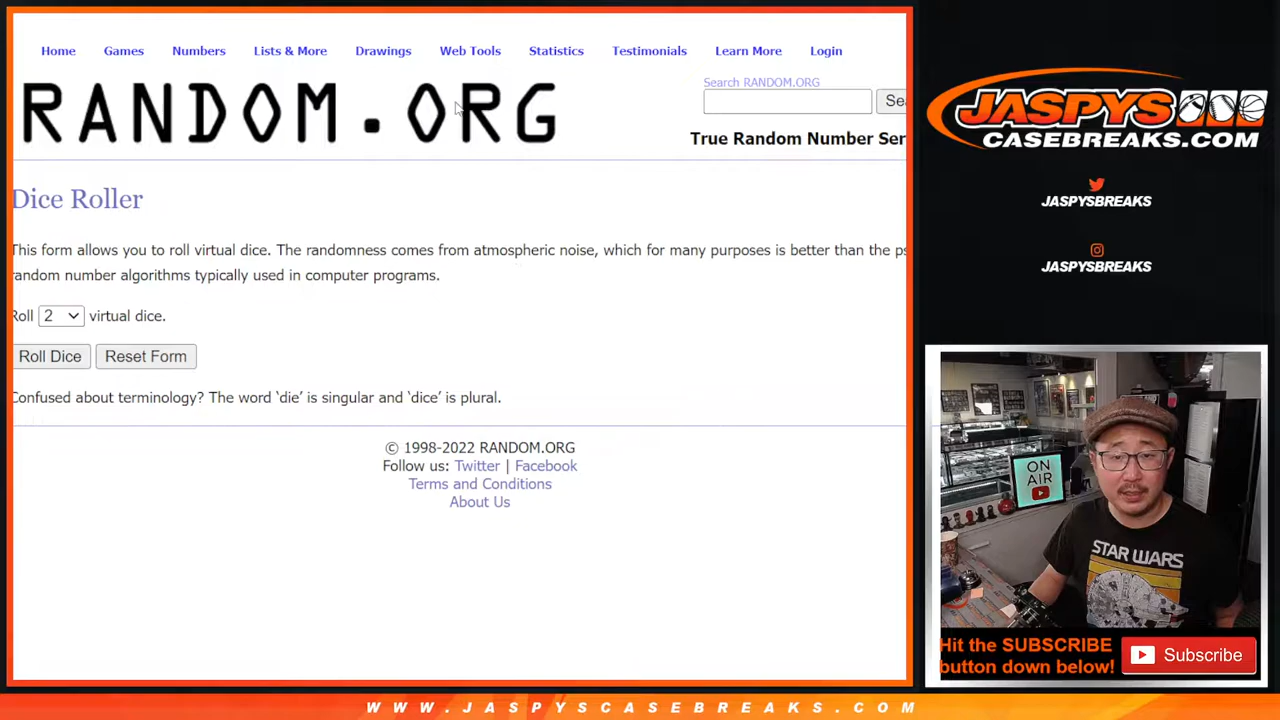 Home Games Numbers Lists & More Drawings Web Tools Statistics Testimonials Learn More Login
RANDOM.ORG
Search RANDOM.ORG
Sea
True Random Number Ser
Dice Roller
This form allows you to roll virtual dice. The randomness comes from atmospheric noise, which for many purposes is better than the ps
random number algorithms typically used in computer programs.
Roll 2 virtual dice.
Roll Dice Reset Form
Confused about terminology? The word ‘die’ is singular and ‘dice’ is plural.
© 1998-2022 RANDOM.ORG
Follow us: Twitter | Facebook
Terms and Conditions
About Us
JASPYS
CASEBREAKS.COM
JASPYSBREAKS
JASPYSBREAKS
ON
AIR
STAR WARS
Hit the SUBSCRIBE
button down below!
Subscribe
WWW.JASPYSCASEBREAKS.COM